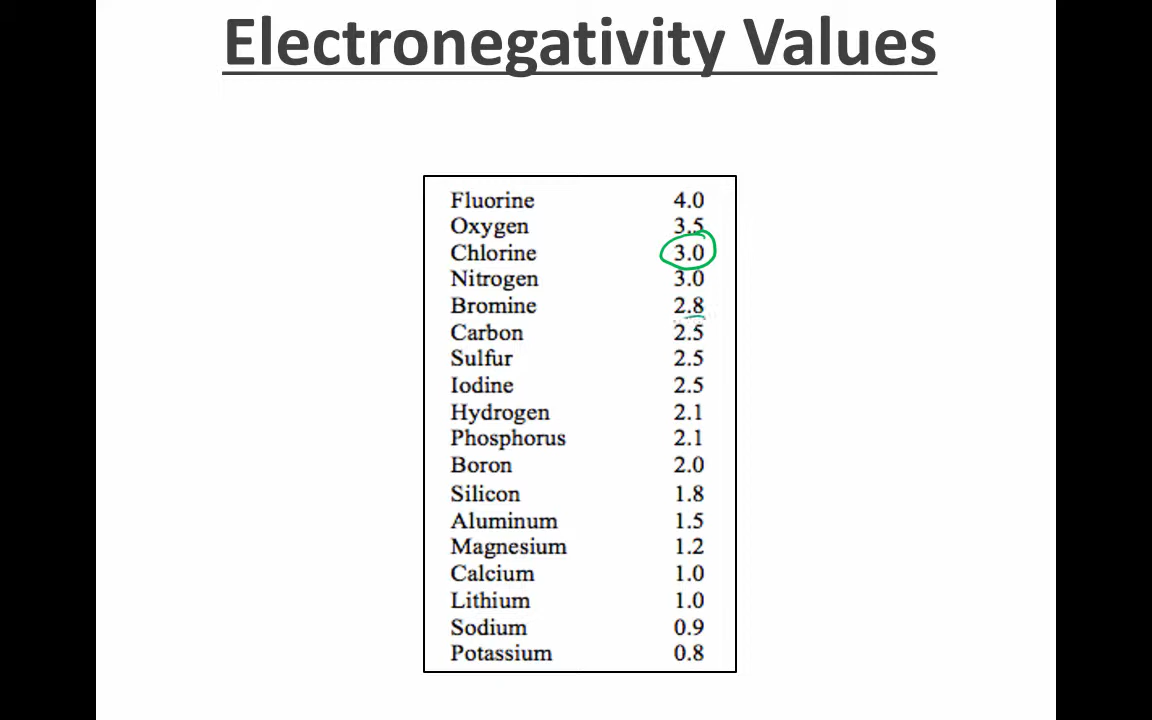 Electronegativity Values
Fluorine 4.0
Oxygen 3.5
Chlorine 3.0
Nitrogen 3.0
Bromine 2.8
Carbon 2.5
Sulfur 2.5
Iodine 2.5
Hydrogen 2.1
Phosphorus 2.1
Boron 2.0
Silicon 1.8
Aluminum 1.5
Magnesium 1.2
Calcium 1.0
Lithium 1.0
Sodium 0.9
Potassium 0.8